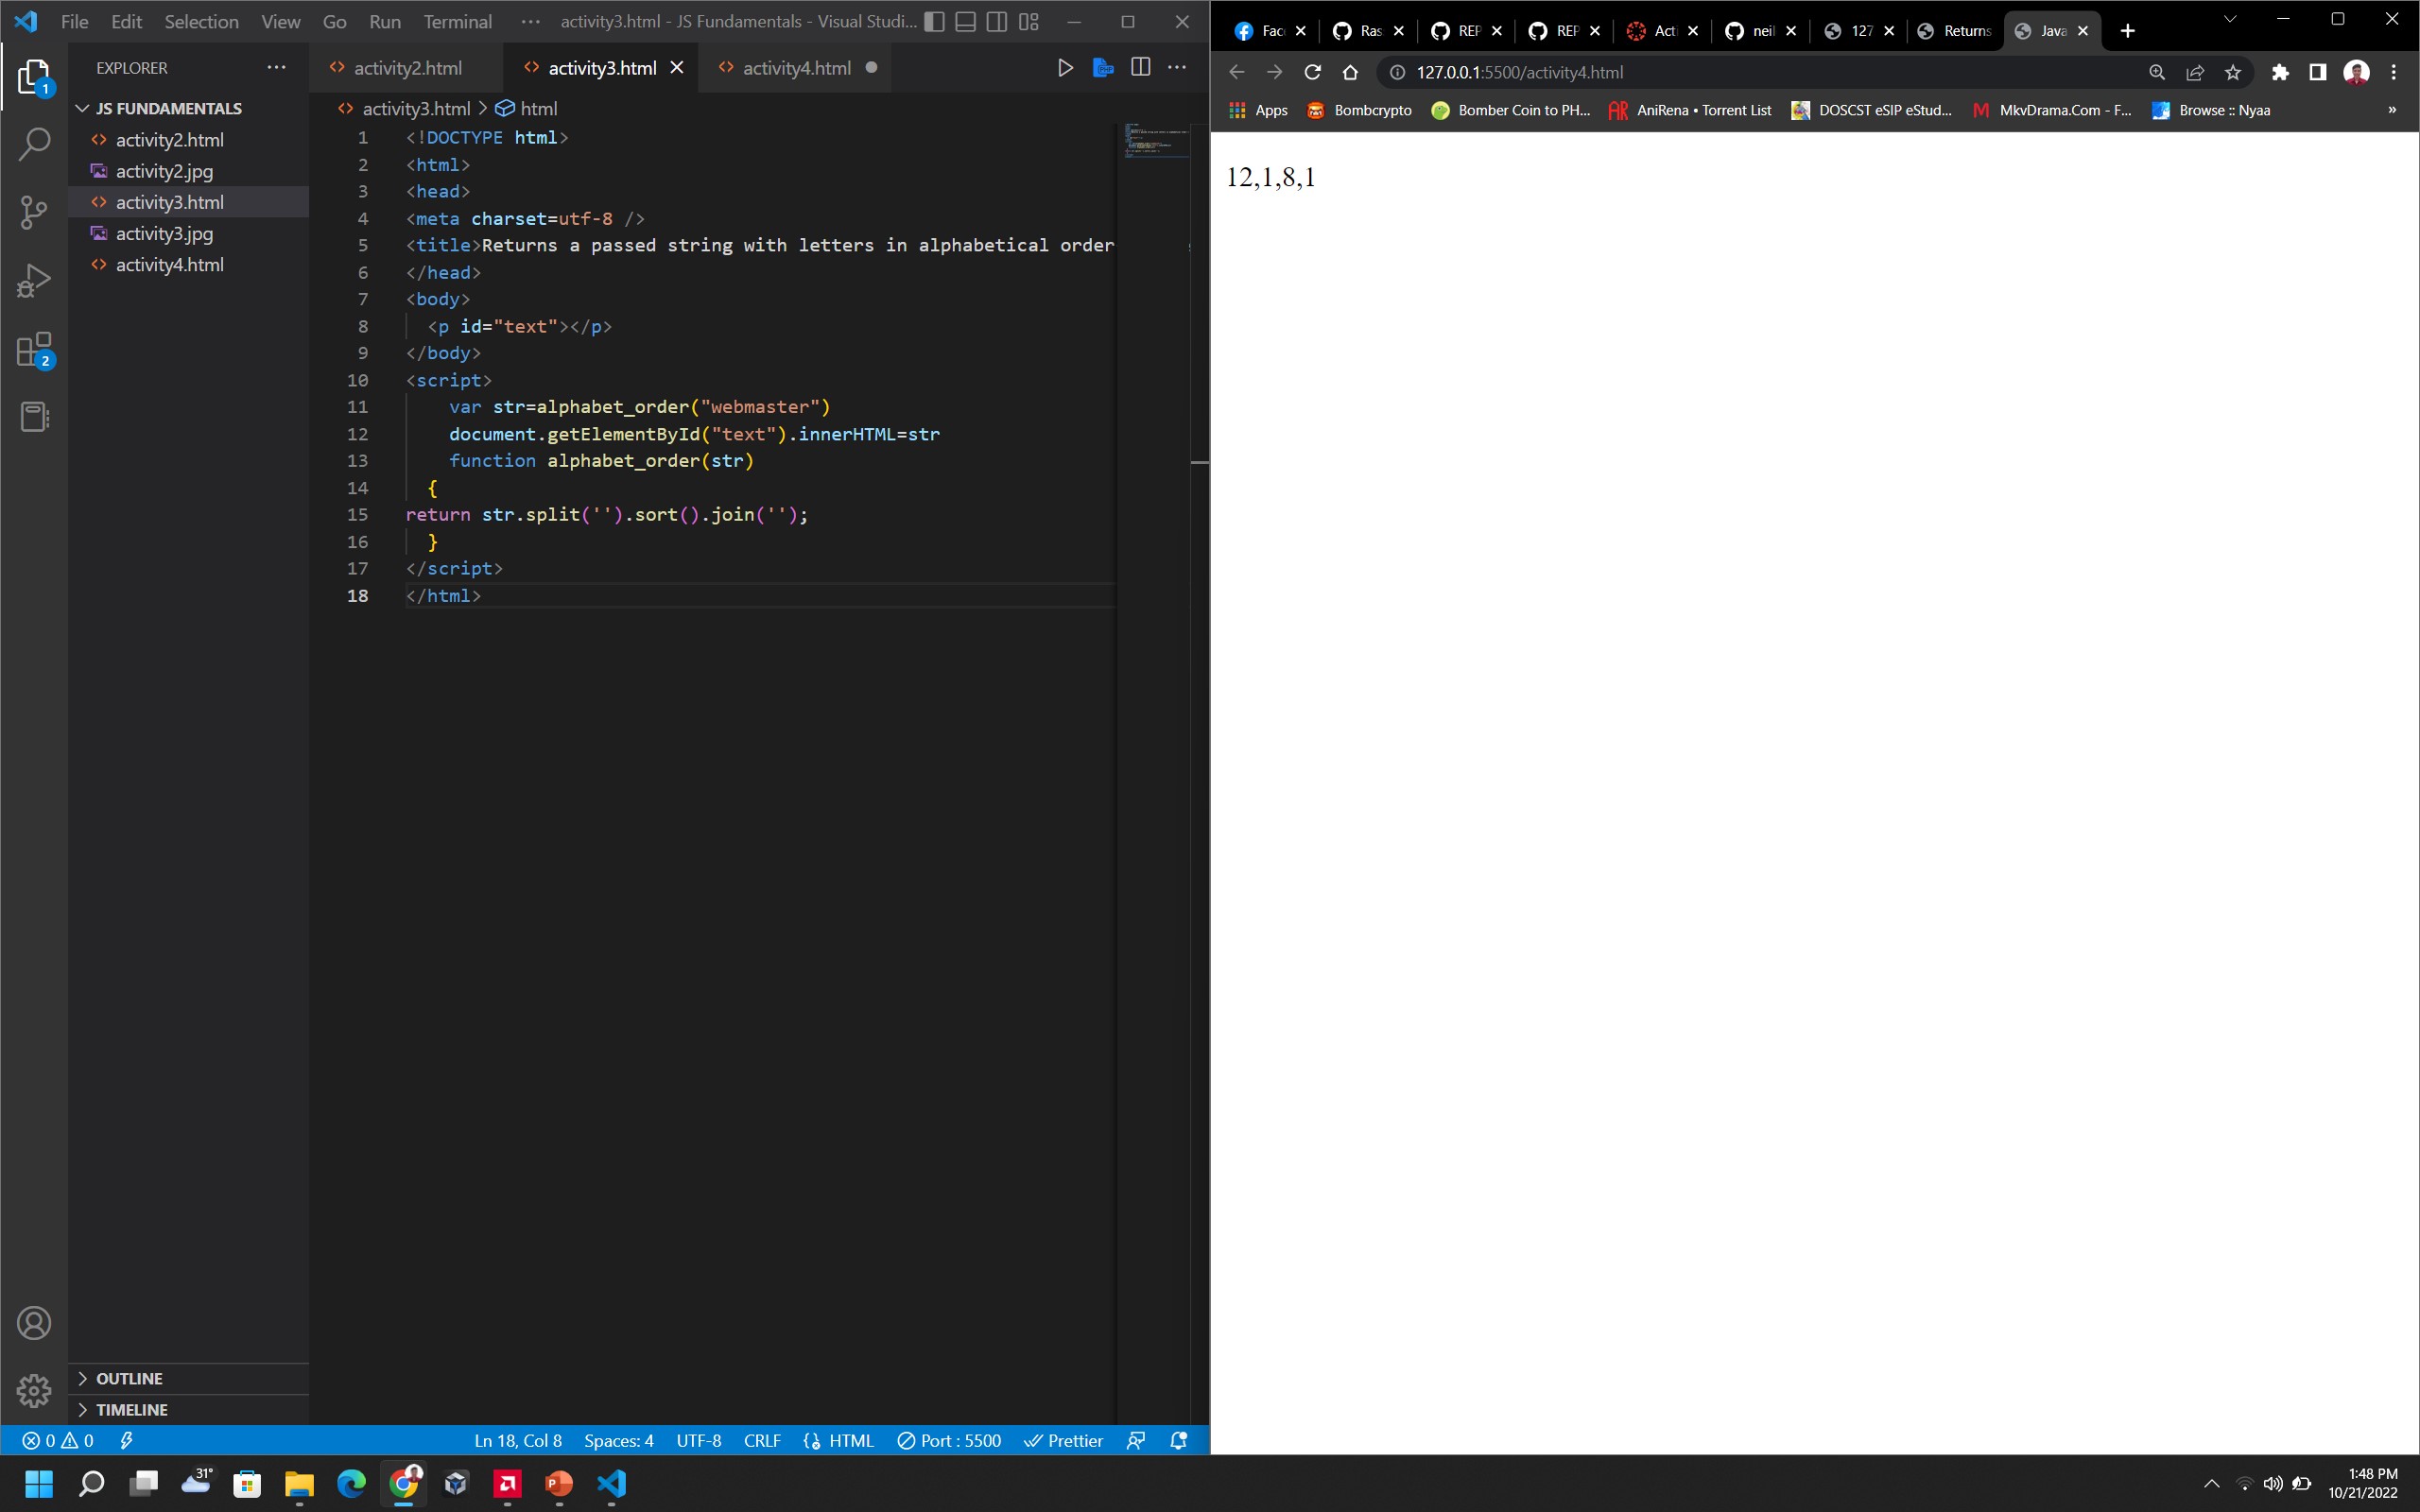 File Edit Selection View Go Run Terminal ··· activity3.html - JS Fundamentals - Visual Studi...
EXPLORER ···
JS FUNDAMENTALS
activity2.html
activity2.jpg
activity3.html
activity3.jpg
activity4.html
OUTLINE
TIMELINE
1
2
activity2.html activity3.html activity4.html
activity3.html > html
1 <!DOCTYPE html>
2 <html>
3 <head>
4 <meta charset=utf-8 />
5 <title>Returns a passed string with letters in alphabetical order
6 </head>
7 <body>
8 <p id="text"></p>
9 </body>
10 <script>
11 var str=alphabet_order("webmaster")
12 document.getElementById("text").innerHTML=str
13 function alphabet_order(str)
14 {
15 return str.split('').sort().join('');
16 }
17 </script>
18 </html>
0 0 Ln 18, Col 8 Spaces: 4 UTF-8 CRLF HTML Port : 5500 Prettier
Fac Ras REP REP Acti neil 127 Returns Java
127.0.0.1:5500/activity4.html
Apps Bombcrypto Bomber Coin to PH... AR AniRena • Torrent List DOSCST eSIP eStud... M MkvDrama.Com - F... Browse :: Nyaa »
12,1,8,1
31°
1:48 PM
10/21/2022